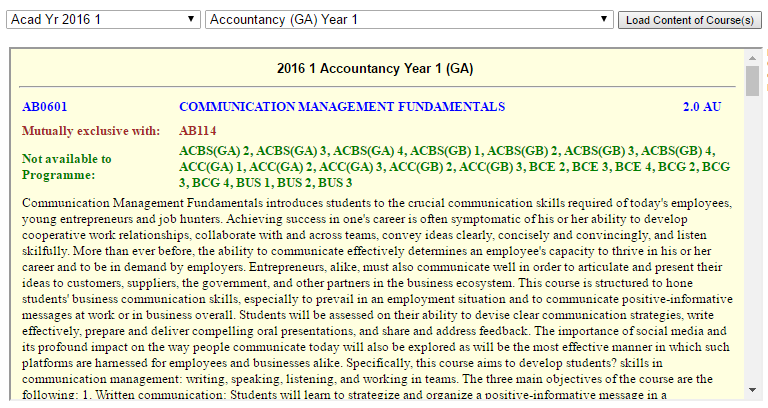 Acad Yr 2016 1 Accountancy (GA) Year 1 Load Content of Course(s)
2016 1 Accountancy Year 1 (GA)
AB0601 COMMUNICATION MANAGEMENT FUNDAMENTALS 2.0 AU
Mutually exclusive with: AB114
Not available to Programme: ACBS(GA) 2, ACBS(GA) 3, ACBS(GA) 4, ACBS(GB) 1, ACBS(GB) 2, ACBS(GB) 3, ACBS(GB) 4,
ACC(GA) 1, ACC(GA) 2, ACC(GA) 3, ACC(GB) 2, ACC(GB) 3, BCE 2, BCE 3, BCE 4, BCG 2, BCG
3, BCG 4, BUS 1, BUS 2, BUS 3
Communication Management Fundamentals introduces students to the crucial communication skills required of today's employees,
young entrepreneurs and job hunters. Achieving success in one's career is often symptomatic of his or her ability to develop
cooperative work relationships, collaborate with and across teams, convey ideas clearly, concisely and convincingly, and listen
skilfully. More than ever before, the ability to communicate effectively determines an employee's capacity to thrive in his or her
career and to be in demand by employers. Entrepreneurs, alike, must also communicate well in order to articulate and present their
ideas to customers, suppliers, the government, and other partners in the business ecosystem. This course is structured to hone
students' business communication skills, especially to prevail in an employment situation and to communicate positive-informative
messages at work or in business overall. Students will be assessed on their ability to devise clear communication strategies, write
effectively, prepare and deliver compelling oral presentations, and share and address feedback. The importance of social media and
its profound impact on the way people communicate today will also be explored as will be the most effective manner in which such
platforms are harnessed for employees and businesses alike. Specifically, this course aims to develop students? skills in
communication management: writing, speaking, listening, and working in teams. The three main objectives of the course are the
following: 1. Written communication: Students will learn to strategize and organize a positive-informative message in a